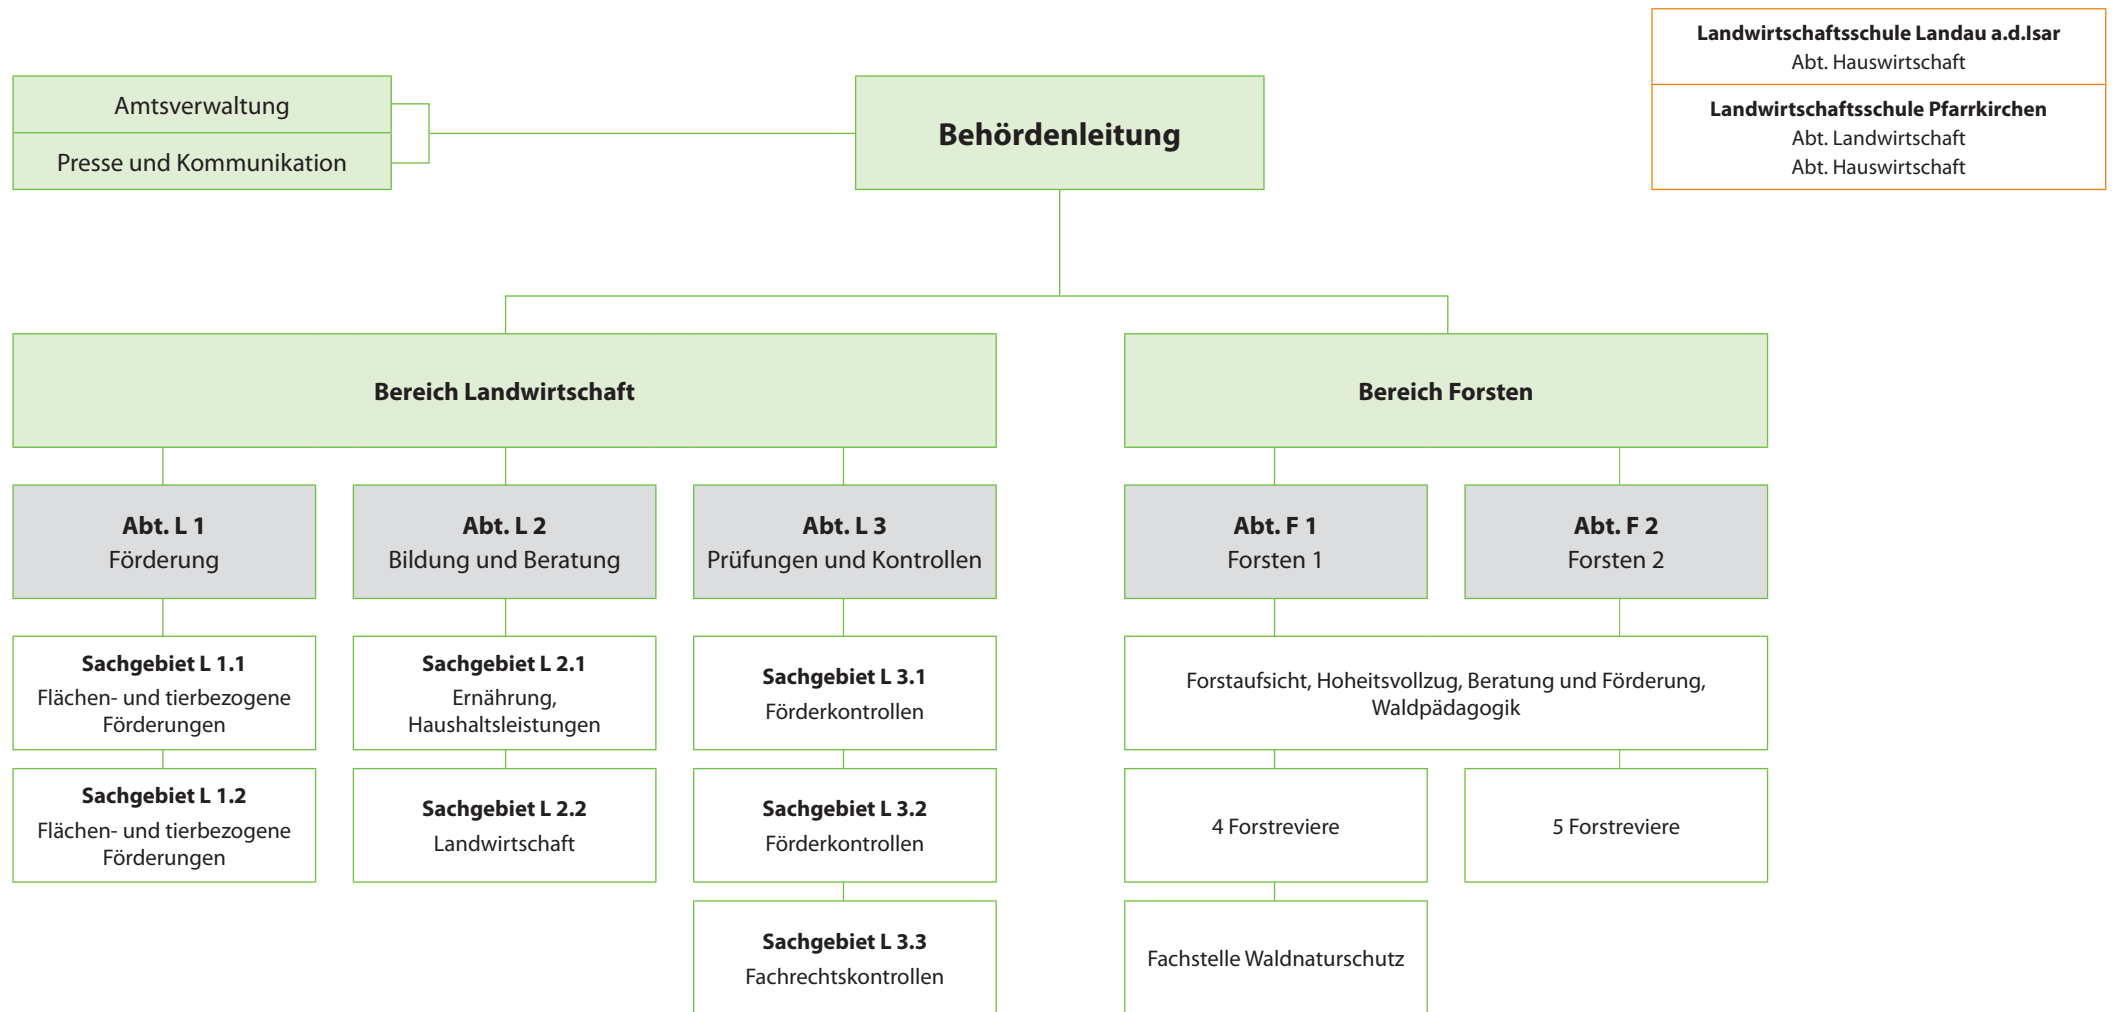 Landwirtschaftsschule Landau a.d.Isar
Abt. Hauswirtschaft
Landwirtschaftsschule Pfarrkirchen
Abt. Landwirtschaft
Abt. Hauswirtschaft
Amtsverwaltung
Presse und Kommunikation
Behördenleitung
Bereich Landwirtschaft
Bereich Forsten
Abt. L 1
Förderung
Abt. L 2
Bildung und Beratung
Abt. L 3
Prüfungen und Kontrollen
Abt. F 1
Forsten 1
Abt. F 2
Forsten 2
Sachgebiet L 1.1
Flächen- und tierbezogene
Förderungen
Sachgebiet L 2.1
Ernährung,
Haushaltsleistungen
Sachgebiet L 3.1
Förderkontrollen
Forstaufsicht, Hoheitsvollzug, Beratung und Förderung,
Waldpädagogik
Sachgebiet L 1.2
Flächen- und tierbezogene
Förderungen
Sachgebiet L 2.2
Landwirtschaft
Sachgebiet L 3.2
Förderkontrollen
4 Forstreviere
5 Forstreviere
Sachgebiet L 3.3
Fachrechtskontrollen
Fachstelle Waldnaturschutz